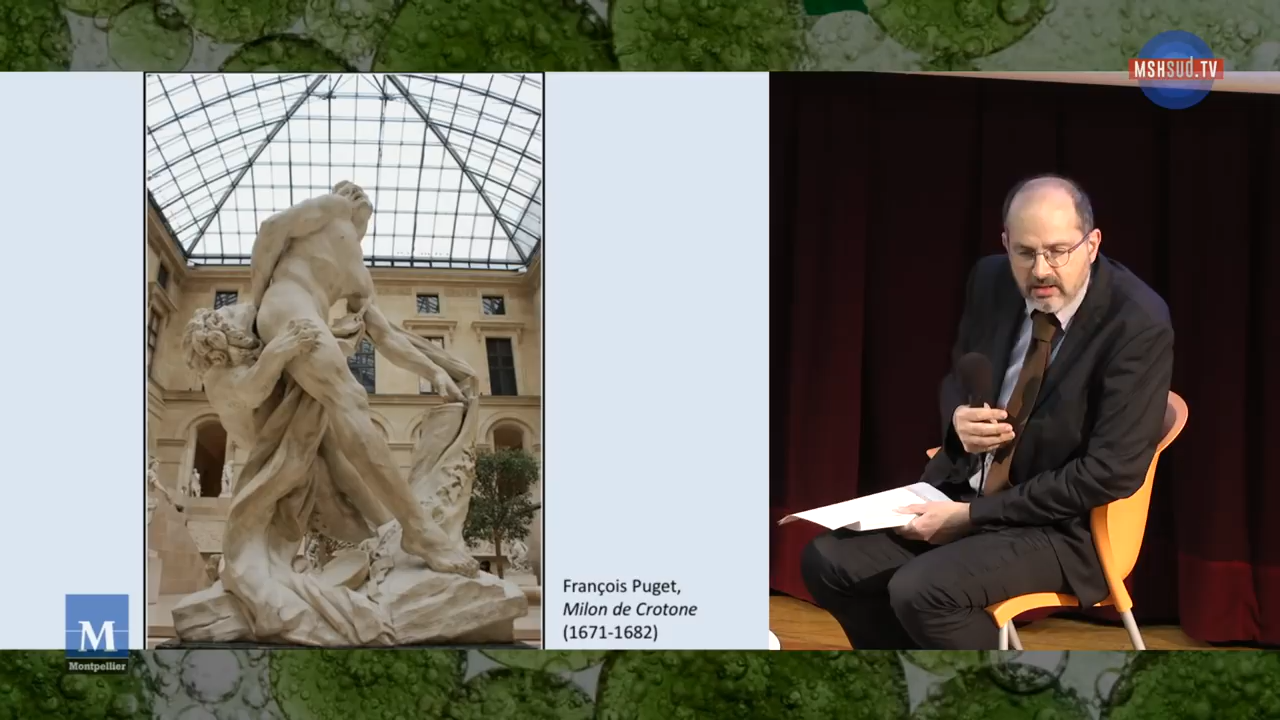 MSHSUD.TV
François Puget,
Milon de Crotone
(1671-1682)
M
Montpellier